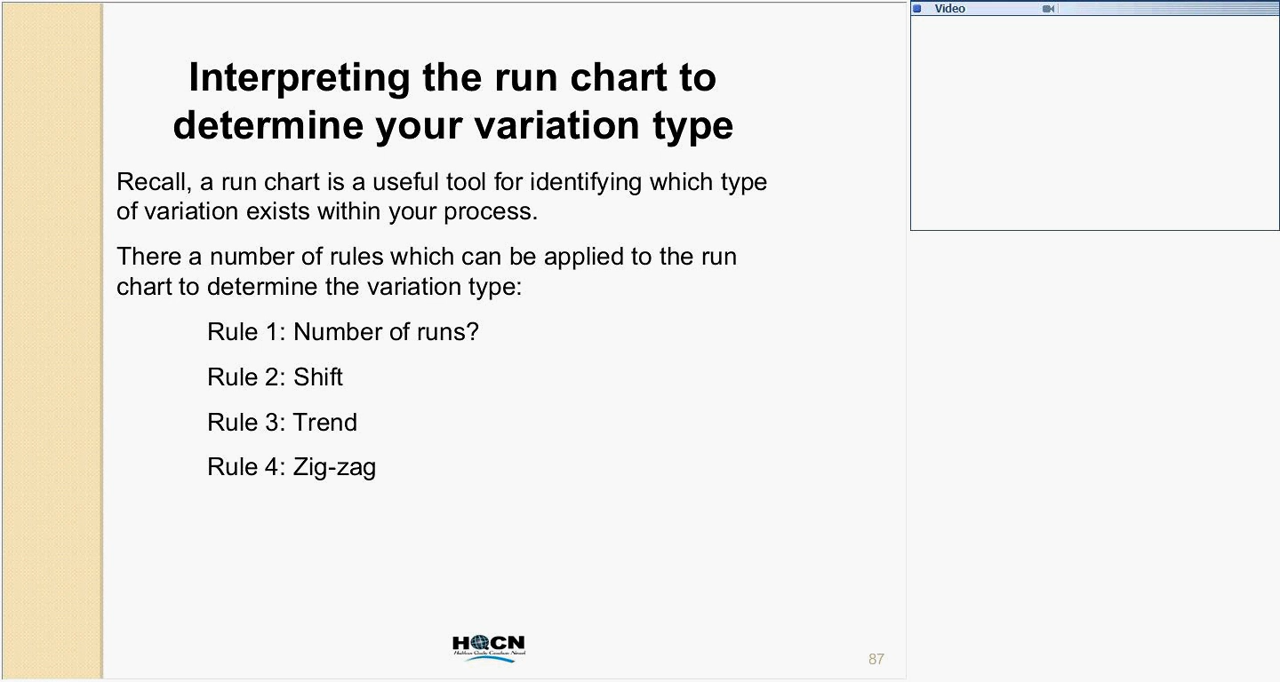 Interpreting the run chart to
determine your variation type
Recall, a run chart is a useful tool for identifying which type
of variation exists within your process.
There a number of rules which can be applied to the run
chart to determine the variation type:
Rule 1: Number of runs?
Rule 2: Shift
Rule 3: Trend
Rule 4: Zig-zag
HQCN
87
Video